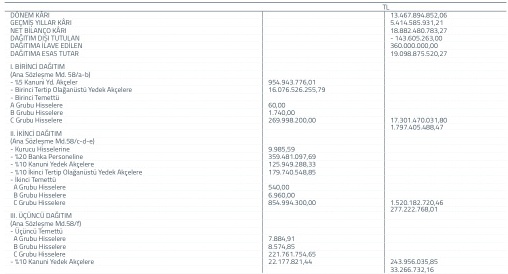 TL
DÖNEM KÂRI 13.467.894.852,06
GEÇMİŞ YILLAR KÂRI 5.414.585.931,21
NET BİLANÇO KÂRI 18.882.480.783,27
DAĞITIM DIŞI TUTULAN - 143.605.263,00
DAĞITIMA İLAVE EDİLEN 360.000.000,00
DAĞITIMA ESAS TUTAR 19.098.875.520,27
I. BİRİNCİ DAĞITIM
(Ana Sözleşme Md. 58/a-b)
- %5 Kanuni Yd. Akçeler 954.943.776,01
- Birinci Tertip Olağanüstü Yedek Akçelere 16.076.526.255,79
- Birinci Temettü
A Grubu Hisselere 60,00
B Grubu Hisselere 1.740,00
C Grubu Hisselere 269.998.200,00 17.301.470.031,80
1.797.405.488,47
II. İKİNCİ DAĞITIM
(Ana Sözleşme Md. 58/c-d-e)
- Kurucu Hisselerine 9.985,59
- %20 Banka Personeline 359.481.097,69
- %10 Kanuni Yedek Akçelere 125.949.288,33
- %10 İkinci Tertip Olağanüstü Yedek Akçelere 179.740.548,85
- İkinci Temettü
A Grubu Hisselere 540,00
B Grubu Hisselere 6.960,00
C Grubu Hisselere 854.994.300,00 1.520.182.720,46
277.222.768,01
III. ÜÇÜNCÜ DAĞITIM
(Ana Sözleşme Md.58/f)
- Üçüncü Temettü
A Grubu Hisselere 7.884,91
B Grubu Hisselere 8.574,85
C Grubu Hisselere 221.761.754,65
- %10 Kanuni Yedek Akçelere 22.177.821,44 243.956.035,85
33.266.732,16